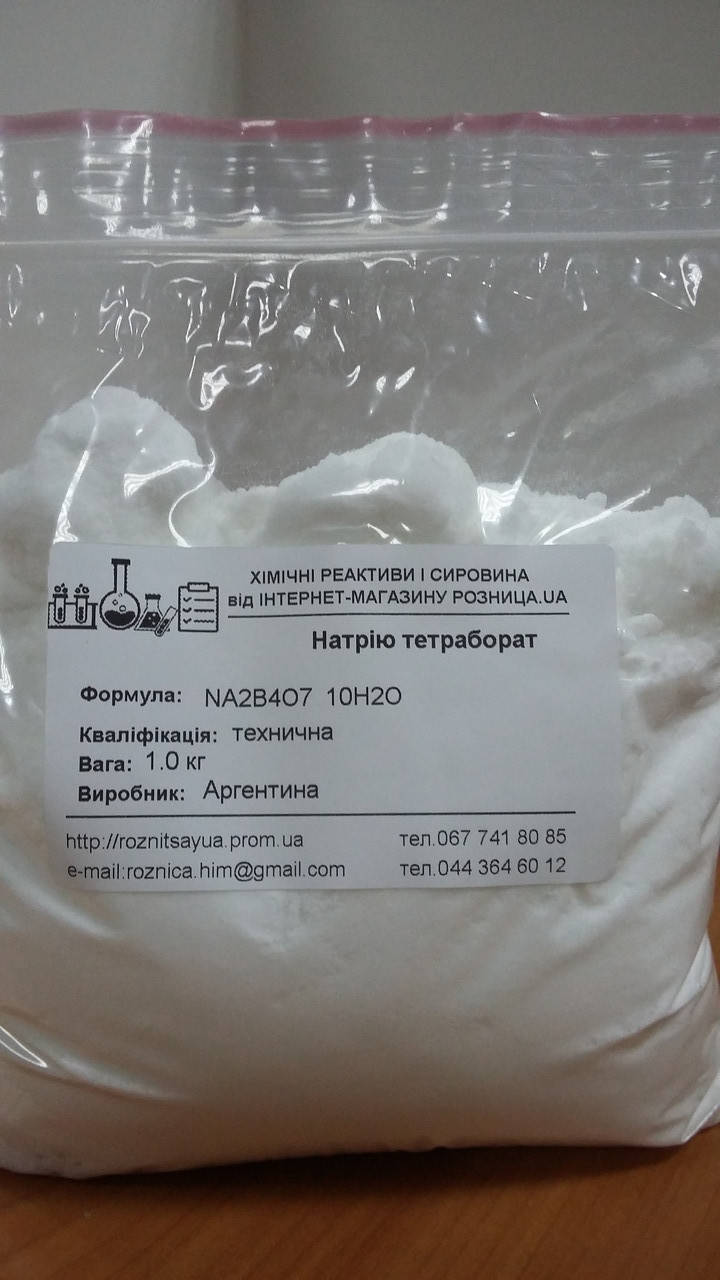 ХІМІЧНІ РЕАКТИВИ І СИРОВИНА
від ІНТЕРНЕТ-МАГАЗИНУ РОЗНИЦА.UA
Натрію тетраборат
Формула: NA2B4O7 10H2O
Кваліфікація: технична
Вага: 1.0 кг
Виробник: Аргентина
http://roznitsayua.prom.ua тел.067 741 80 85
e-mail:roznica.him@gmail.com тел.044 364 60 12